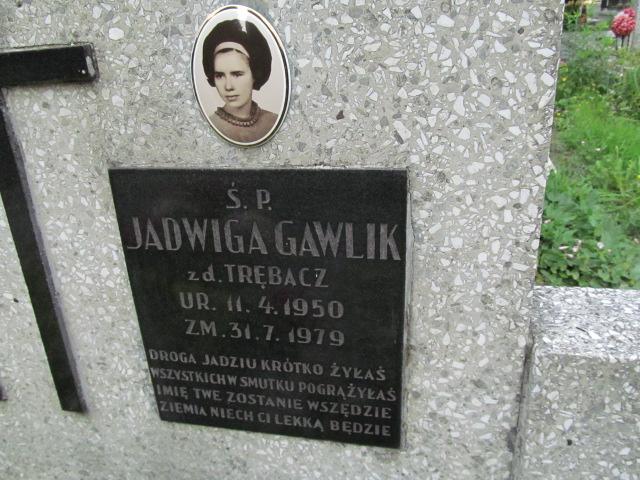 Ś. P.
JADWIGA GAWLIK
zd. TRĘBACZ
UR. 11. 4. 1950
ZM. 31. 7. 1979
DROGA JADZIU KRÓTKO ŻYŁAŚ
WSZYSTKICH W SMUTKU POGRĄŻYŁAŚ
IMIĘ TWE ZOSTANIE WSZĘDZIE
ZIEMIA NIECH CI LEKKĄ BĘDZIE